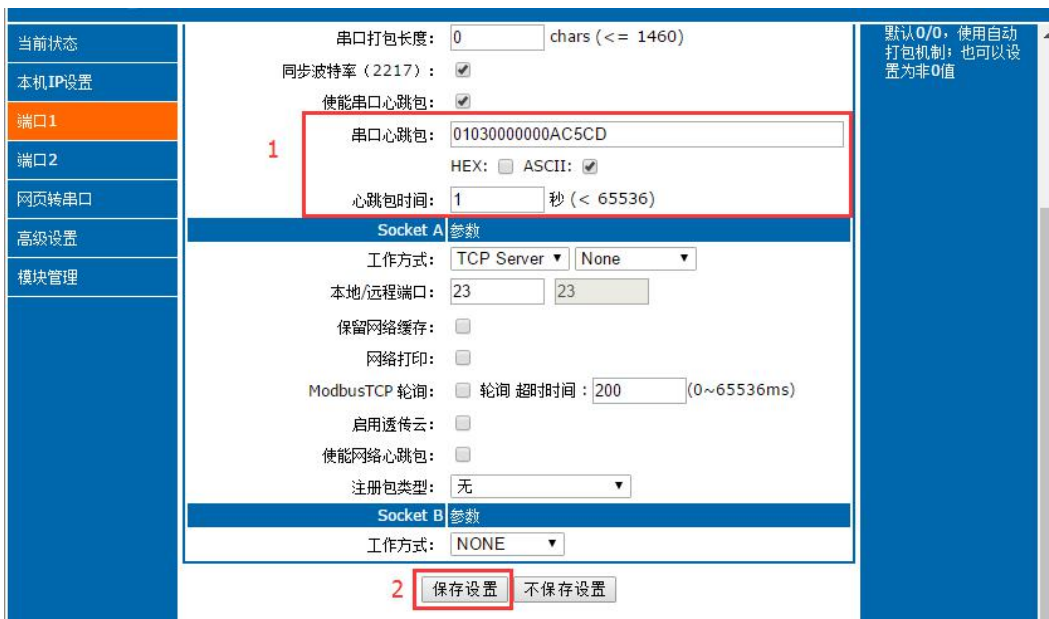 当前状态
本机IP设置
端口1
端口2
网页转串口
高级设置
模块管理
串口打包长度: 0 chars (<= 1460)
同步波特率（2217）:
使能串口心跳包:
1
串口心跳包: 01030000000AC5CD
HEX: ASCII:
心跳包时间: 1 秒 (< 65536)
Socket A 参数
工作方式: TCP Server None
本地/远程端口: 23 23
保留网络缓存:
网络打印:
ModbusTCP 轮询: 轮询 超时时间 : 200 (0~65536ms)
启用透传云:
使能网络心跳包:
注册包类型: 无
Socket B 参数
工作方式: NONE
2 保存设置 不保存设置
默认0/0，使用自动
打包机制；也可以设
置为非0值